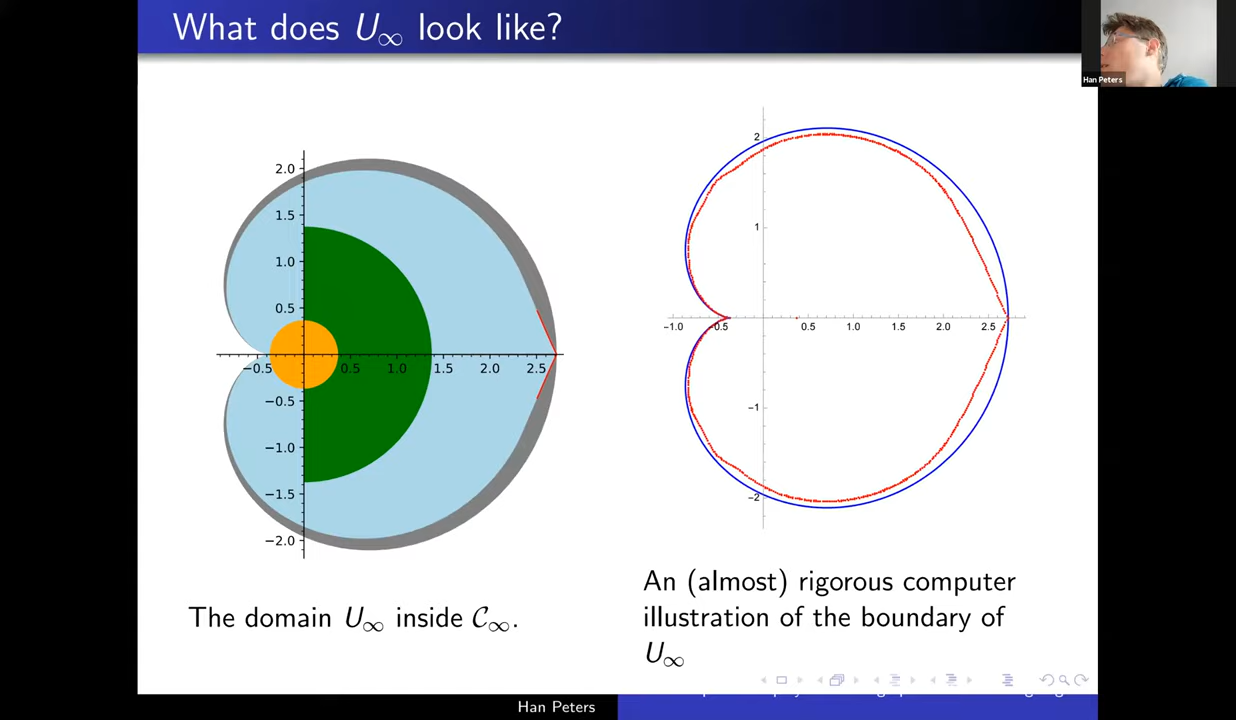 What does U∞ look like?
Han Peters
2.0
1.5
1.0
0.5
−0.5 0.5 1.0 1.5 2.0 2.5
−0.5
−1.0
−1.5
−2.0
2
1
-1.0 -0.5 0.5 1.0 1.5 2.0 2.5
-1
-2
The domain U∞ inside C∞.
An (almost) rigorous computer
illustration of the boundary of
U∞
Han Peters